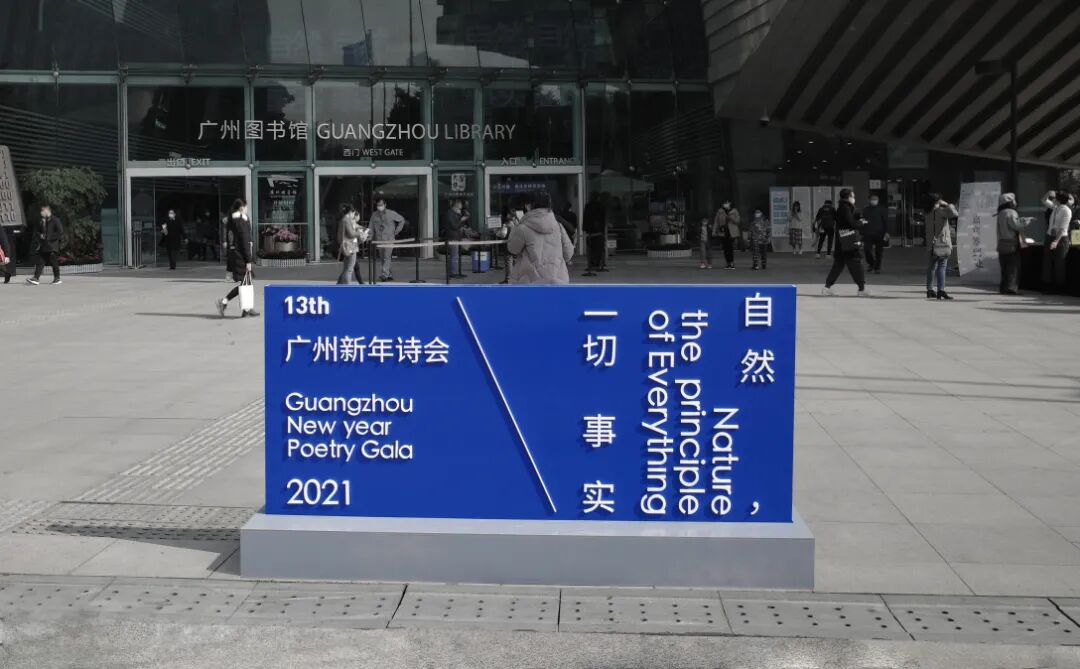 广州图书馆 GUANGZHOU LIBRARY
西门 WEST GATE
出口 EXIT
入口 ENTRANC
13th
广州新年诗会
Guangzhou
New year
Poetry Gala
2021
自然，
一切事实
Nature
the principle
of Everything